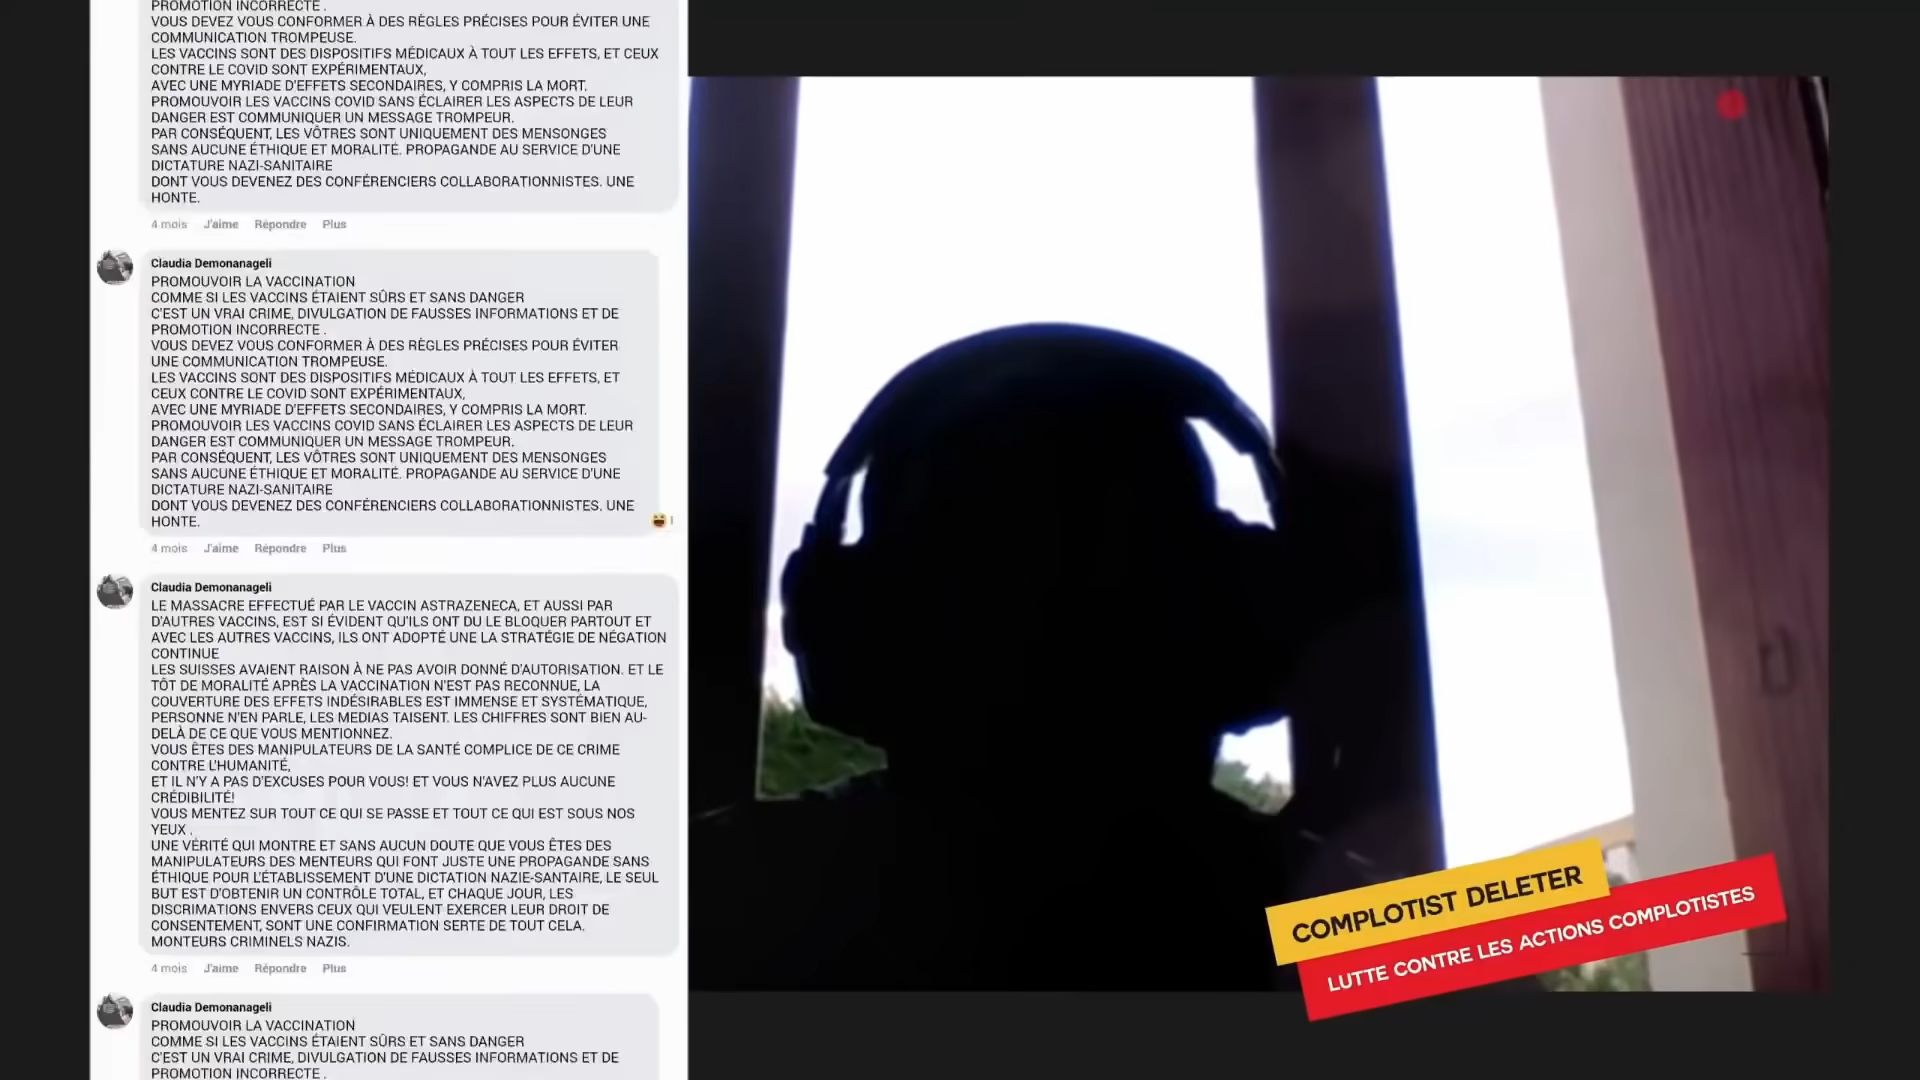 PROMOTION INCORRECTE .
VOUS DEVEZ VOUS CONFORMER À DES RÈGLES PRÉCISES POUR ÉVITER UNE
COMMUNICATION TROMPEUSE.
LES VACCINS SONT DES DISPOSITIFS MÉDICAUX À TOUT LES EFFETS, ET CEUX
CONTRE LE COVID SONT EXPÉRIMENTAUX,
AVEC UNE MYRIADE D'EFFETS SECONDAIRES, Y COMPRIS LA MORT.
PROMOUVOIR LES VACCINS COVID SANS ÉCLAIRER LES ASPECTS DE LEUR
DANGER EST COMMUNIQUER UN MESSAGE TROMPEUR.
PAR CONSÉQUENT, LES VÔTRES SONT UNIQUEMENT DES MENSONGES
SANS AUCUNE ÉTHIQUE ET MORALITÉ. PROPAGANDE AU SERVICE D'UNE
DICTATURE NAZI-SANITAIRE
DONT VOUS DEVENEZ DES CONFÉRENCIERS COLLABORATIONNISTES. UNE
HONTE.
4 mois J'aime Répondre Plus
Claudia Demonanageli
PROMOUVOIR LA VACCINATION
COMME SI LES VACCINS ÉTAIENT SÛRS ET SANS DANGER
C'EST UN VRAI CRIME, DIVULGATION DE FAUSSES INFORMATIONS ET DE
PROMOTION INCORRECTE .
VOUS DEVEZ VOUS CONFORMER À DES RÈGLES PRÉCISES POUR ÉVITER
UNE COMMUNICATION TROMPEUSE.
LES VACCINS SONT DES DISPOSITIFS MÉDICAUX À TOUT LES EFFETS, ET
CEUX CONTRE LE COVID SONT EXPÉRIMENTAUX,
AVEC UNE MYRIADE D'EFFETS SECONDAIRES, Y COMPRIS LA MORT.
PROMOUVOIR LES VACCINS COVID SANS ÉCLAIRER LES ASPECTS DE LEUR
DANGER EST COMMUNIQUER UN MESSAGE TROMPEUR.
PAR CONSÉQUENT, LES VÔTRES SONT UNIQUEMENT DES MENSONGES
SANS AUCUNE ÉTHIQUE ET MORALITÉ. PROPAGANDE AU SERVICE D'UNE
DICTATURE NAZI-SANITAIRE
DONT VOUS DEVENEZ DES CONFÉRENCIERS COLLABORATIONNISTES. UNE
HONTE.
1
4 mois J'aime Répondre Plus
Claudia Demonanageli
LE MASSACRE EFFECTUÉ PAR LE VACCIN ASTRAZENECA, ET AUSSI PAR
D'AUTRES VACCINS, EST SI ÉVIDENT QU'ILS ONT DU LE BLOQUER PARTOUT ET
AVEC LES AUTRES VACCINS, ILS ONT ADOPTÉ UNE LA STRATÉGIE DE NÉGATION
CONTINUE
LES SUISSES AVAIENT RAISON À NE PAS AVOIR DONNÉ D'AUTORISATION. ET LE
TÔT DE MORALITÉ APRÈS LA VACCINATION N'EST PAS RECONNUE, LA
COUVERTURE DES EFFETS INDÉSIRABLES EST IMMENSE ET SYSTÉMATIQUE,
PERSONNE N'EN PARLE, LES MEDIAS TAISENT. LES CHIFFRES SONT BIEN AU-
DELÀ DE CE QUE VOUS MENTIONNEZ.
VOUS ÊTES DES MANIPULATEURS DE LA SANTÉ COMPLICE DE CE CRIME
CONTRE L'HUMANITÉ,
ET IL N'Y A PAS D'EXCUSES POUR VOUS! ET VOUS N'AVEZ PLUS AUCUNE
CRÉDIBILITÉ!
VOUS MENTEZ SUR TOUT CE QUI SE PASSE ET TOUT CE QUI EST SOUS NOS
YEUX .
UNE VÉRITÉ QUI MONTRE ET SANS AUCUN DOUTE QUE VOUS ÊTES DES
MANIPULATEURS DES MENTEURS QUI FONT JUSTE UNE PROPAGANDE SANS
ÉTHIQUE POUR L'ÉTABLISSEMENT D'UNE DICTATION NAZIE-SANTAIRE, LE SEUL
BUT EST D'OBTENIR UN CONTRÔLE TOTAL, ET CHAQUE JOUR, LES
DISCRIMATIONS ENVERS CEUX QUI VEULENT EXERCER LEUR DROIT DE
CONSENTEMENT, SONT UNE CONFIRMATION SERTE DE TOUT CELA.
MONTEURS CRIMINELS NAZIS.
4 mois J'aime Répondre Plus
Claudia Demonanageli
PROMOUVOIR LA VACCINATION
COMME SI LES VACCINS ÉTAIENT SÛRS ET SANS DANGER
C'EST UN VRAI CRIME, DIVULGATION DE FAUSSES INFORMATIONS ET DE
PROMOTION INCORRECTE .
COMPLOTIST DELETER
LUTTE CONTRE LES ACTIONS COMPLOTISTES